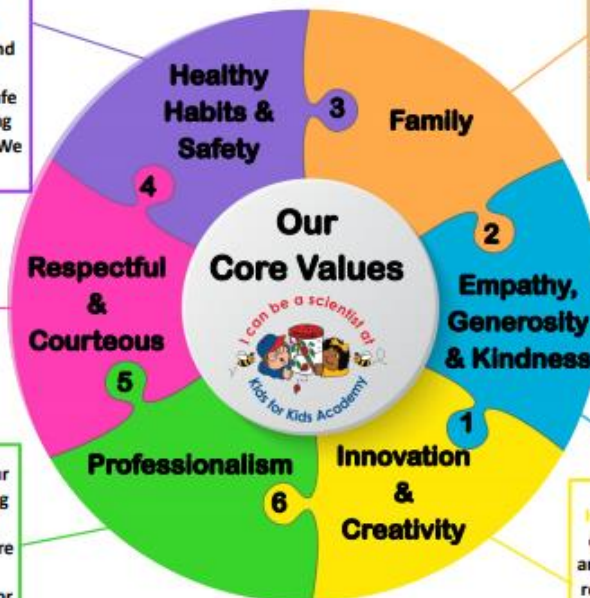 Our
Core Values
I can be a scientist at
Kids for Kids Academy
Healthy
Habits &
Safety
3
Family
2
Empathy,
Generosity
& Kindness
1
Innovation
&
Creativity
6
Professionalism
5
Respectful
&
Courteous
4
We